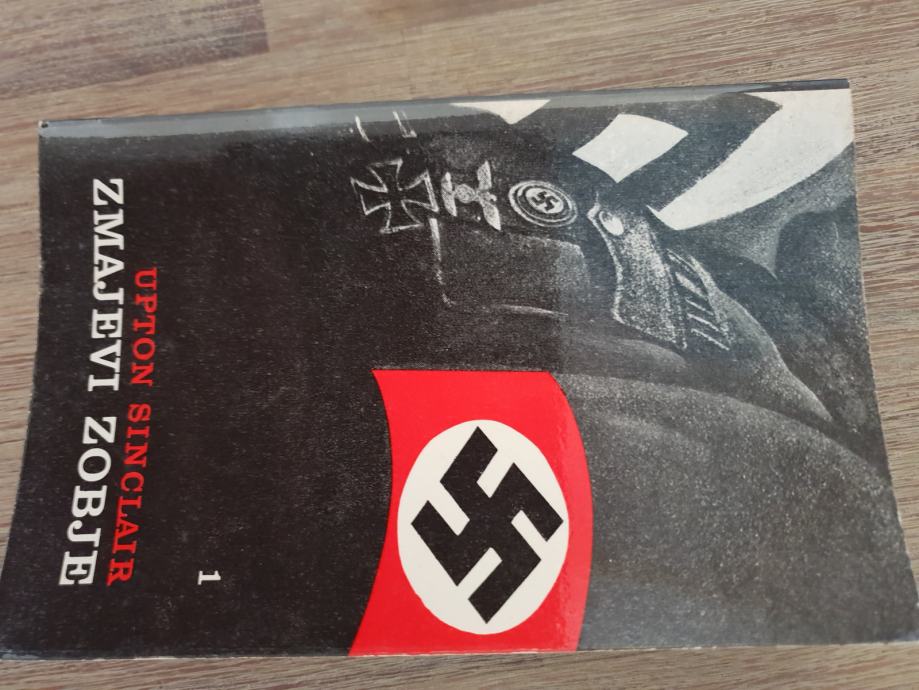 UPTON SINCLAIR
ZMAJEVI ZOBJE
1